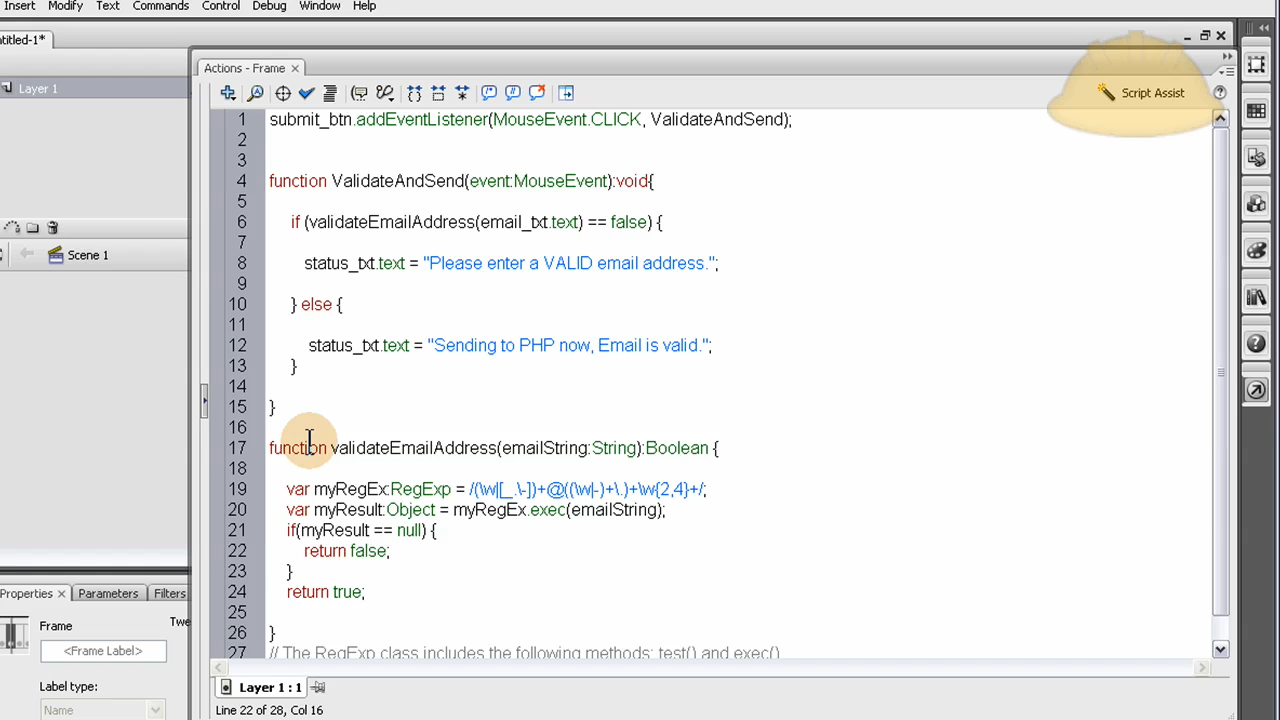 Insert Modify Text Commands Control Debug Window Help
ntitled-1*
Layer 1
Scene 1
Actions - Frame
Script Assist
1 submit_btn.addEventListener(MouseEvent.CLICK, ValidateAndSend);
2
3
4 function ValidateAndSend(event:MouseEvent):void{
5
6 if (validateEmailAddress(email_txt.text) == false) {
7
8 status_txt.text = "Please enter a VALID email address.";
9
10 } else {
11
12 status_txt.text = "Sending to PHP now, Email is valid.";
13 }
14
15 }
16
17 function validateEmailAddress(emailString:String):Boolean {
18
19 var myRegEx:RegExp = /(\w|[_.\-])+@((\w|-)+\.)+\w{2,4}+/;
20 var myResult:Object = myRegEx.exec(emailString);
21 if(myResult == null) {
22 return false;
23 }
24 return true;
25
26 }
27 // The RegExp class includes the following methods: test() and exec()
Properties Parameters Filters
Frame
Twe
<Frame Label>
Label type:
Name
Layer 1 : 1
Line 22 of 28, Col 16